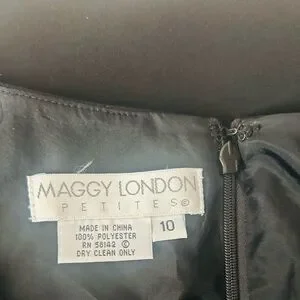 MAGGY LONDON
PETITES©
MADE IN CHINA
100% POLYESTER
RN 58142 ©
DRY CLEAN ONLY
10